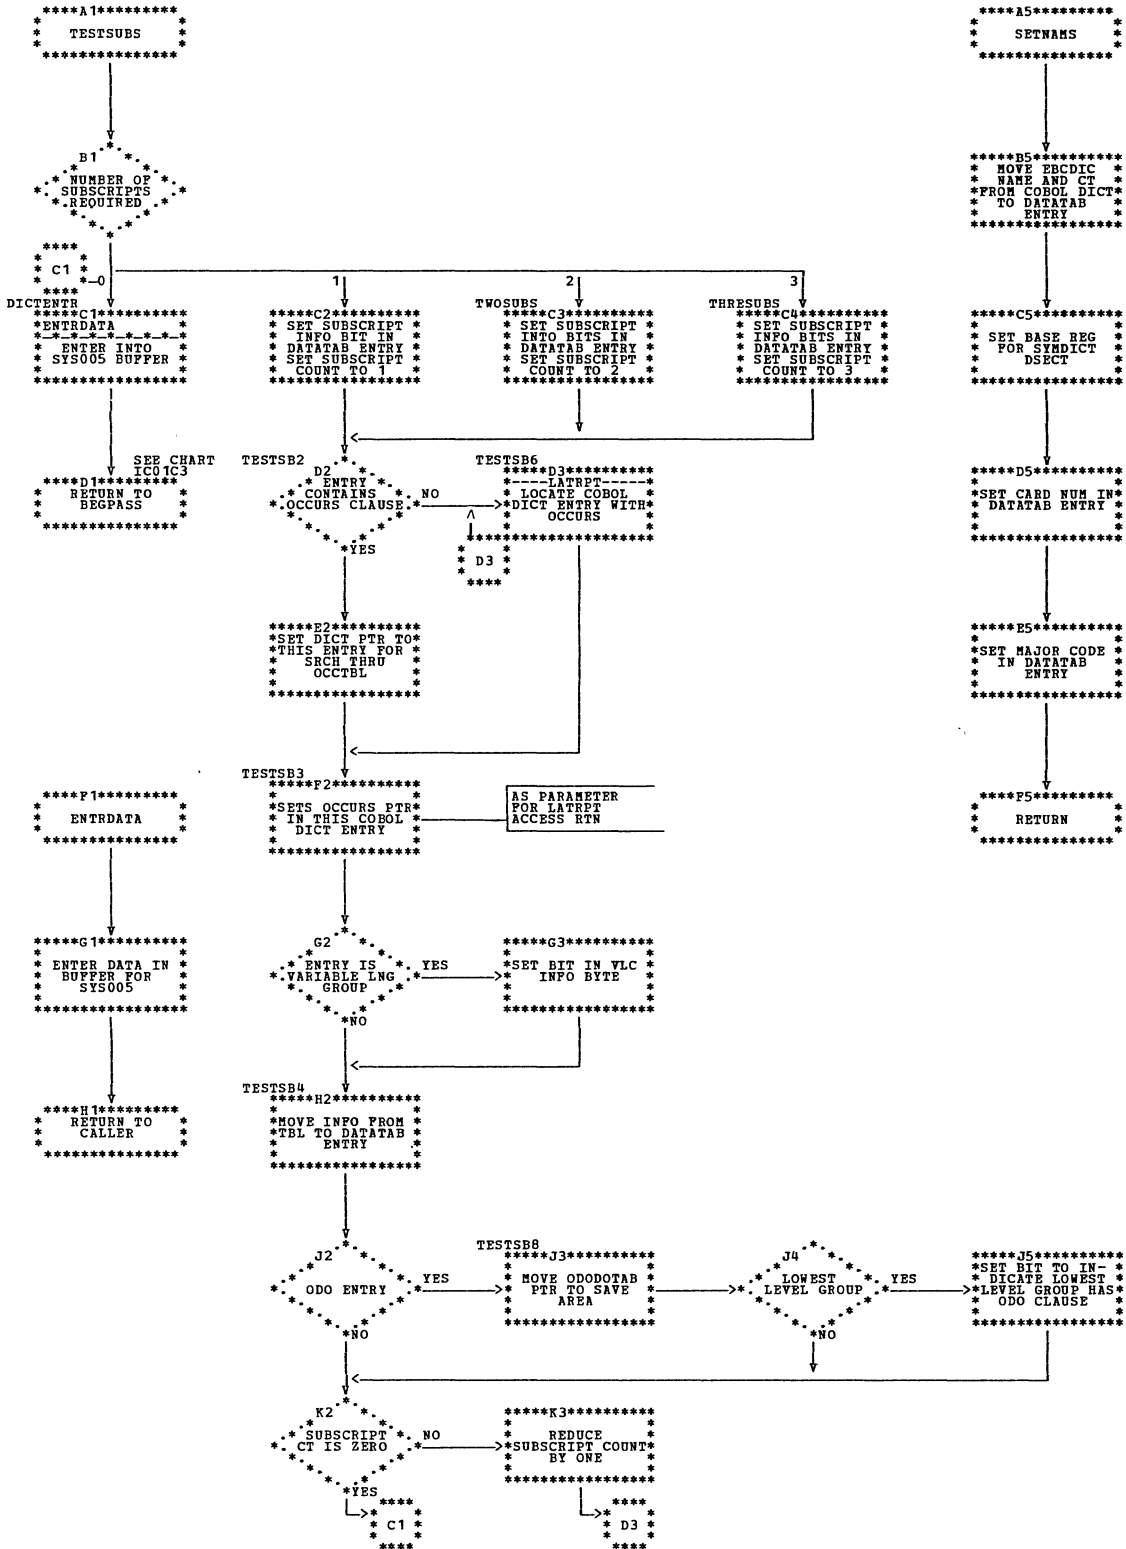 A1
TESTSUBS
A5
SETNAMS
B1
NUMBER OF
SUBSCRIPTS
REQUIRED
B5
MOVE EBCDIC
NAME AND CT
FROM COBOL DICT
TO DATATAB
ENTRY
C1
0
1
2
3
DICTENTR
C1
ENTRDATA
ENTER INTO
SYS005 BUFFER
C2
SET SUBSCRIPT
INFO BIT IN
DATATAB ENTRY
SET SUBSCRIPT
COUNT TO 1
TWOSUBS
C3
SET SUBSCRIPT
INTO BITS IN
DATATAB ENTRY
SET SUBSCRIPT
COUNT TO 2
THRESUBS
C4
SET SUBSCRIPT
INFO BITS IN
DATATAB ENTRY
SET SUBSCRIPT
COUNT TO 3
C5
SET BASE REG
FOR SYMDICT
DSECT
SEE CHART
IC01C3
D1
RETURN TO
BEGPASS
TESTSB2
D2
ENTRY
CONTAINS
OCCURS CLAUSE
NO
YES
TESTSB6
D3
LATRPT
LOCATE COBOL
DICT ENTRY WITH
OCCURS
D3
D5
SET CARD NUM IN
DATATAB ENTRY
E2
SET DICT PTR TO
THIS ENTRY FOR
SRCH THRU
OCCTBL
E5
SET MAJOR CODE
IN DATATAB
ENTRY
F1
ENTRDATA
TESTSB3
F2
SETS OCCURS PTR
IN THIS COBOL
DICT ENTRY
AS PARAMETER
FOR LATRPT
ACCESS RTN
F5
RETURN
G1
ENTER DATA IN
BUFFER FOR
SYS005
G2
ENTRY IS
VARIABLE LNG
GROUP
YES
NO
G3
SET BIT IN VLC
INFO BYTE
H1
RETURN TO
CALLER
TESTSB4
H2
MOVE INFO FROM
TBL TO DATATAB
ENTRY
J2
ODO ENTRY
YES
NO
TESTSB8
J3
MOVE ODODOTAB
PTR TO SAVE
AREA
J4
LOWEST
LEVEL GROUP
YES
NO
J5
SET BIT TO IN-
DICATE LOWEST
LEVEL GROUP HAS
ODO CLAUSE
K2
SUBSCRIPT
CT IS ZERO
NO
YES
K3
REDUCE
SUBSCRIPT COUNT
BY ONE
C1
D3